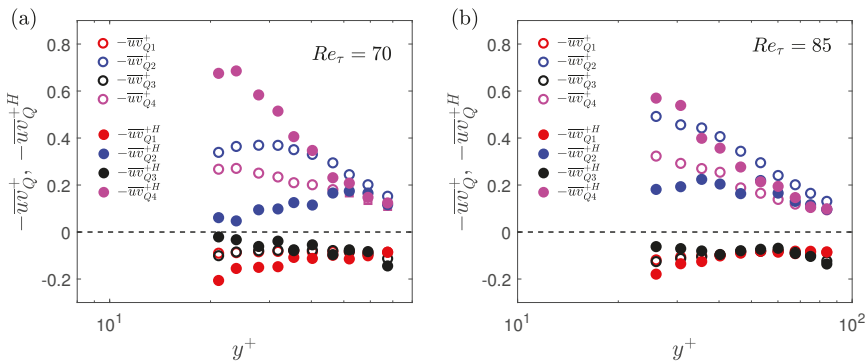 (a)
−uv⁺_Q, −uv⁺ᴴ_Q
0.8
0.6
0.4
0.2
0
-0.2
−uv⁺_Q1
−uv⁺_Q2
−uv⁺_Q3
−uv⁺_Q4
−uv⁺ᴴ_Q1
−uv⁺ᴴ_Q2
−uv⁺ᴴ_Q3
−uv⁺ᴴ_Q4
Re_τ = 70
10¹
y⁺
(b)
0.8
0.6
0.4
0.2
0
-0.2
−uv⁺_Q1
−uv⁺_Q2
−uv⁺_Q3
−uv⁺_Q4
−uv⁺ᴴ_Q1
−uv⁺ᴴ_Q2
−uv⁺ᴴ_Q3
−uv⁺ᴴ_Q4
Re_τ = 85
10¹
10²
y⁺